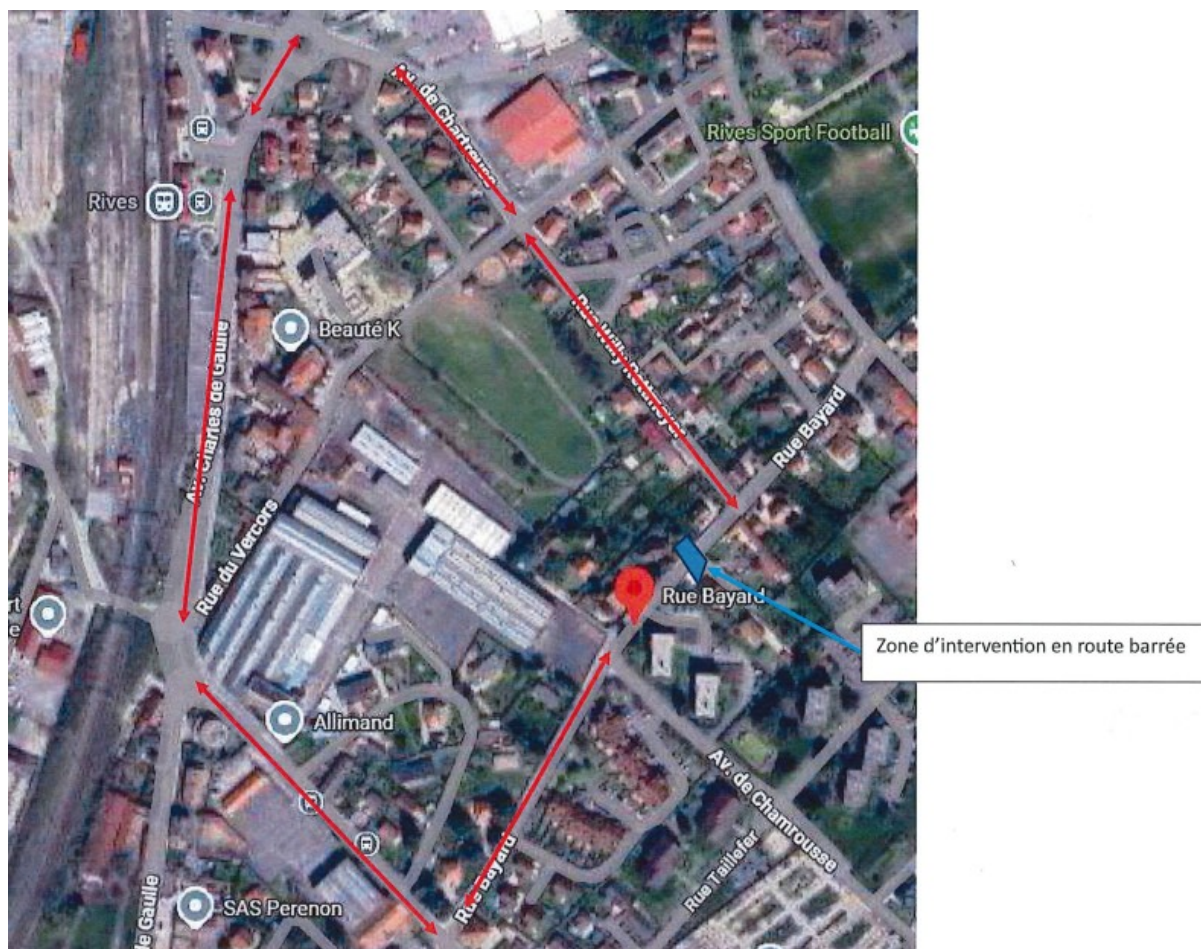 Av. de Chartreuse
Rives Sport Football
Rives
Beauté K
Av. Charles de Gaulle
Rue Bayard
Rue du Vercors
Rue Bayard
Zone d'intervention en route barrée
Allimand
Av. de Chamrousse
Rue Bayard
Rue Taillefer
SAS Perenon
de Gaulle